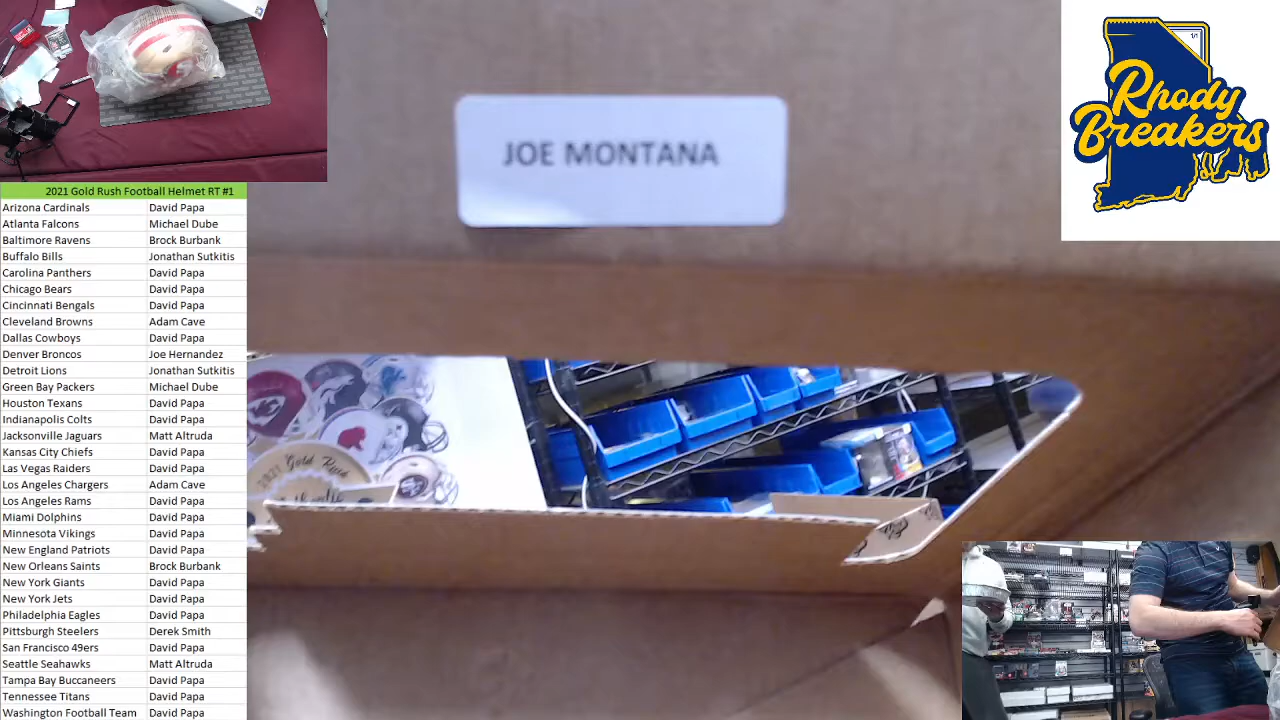 JOE MONTANA
1/1
Rhody
Breakers
2021 Gold Rush Football Helmet RT #1
Arizona Cardinals David Papa
Atlanta Falcons Michael Dube
Baltimore Ravens Brock Burbank
Buffalo Bills Jonathan Sutkitis
Carolina Panthers David Papa
Chicago Bears David Papa
Cincinnati Bengals David Papa
Cleveland Browns Adam Cave
Dallas Cowboys David Papa
Denver Broncos Joe Hernandez
Detroit Lions Jonathan Sutkitis
Green Bay Packers Michael Dube
Houston Texans David Papa
Indianapolis Colts David Papa
Jacksonville Jaguars Matt Altruda
Kansas City Chiefs David Papa
Las Vegas Raiders David Papa
Los Angeles Chargers Adam Cave
Los Angeles Rams David Papa
Miami Dolphins David Papa
Minnesota Vikings David Papa
New England Patriots David Papa
New Orleans Saints Brock Burbank
New York Giants David Papa
New York Jets David Papa
Philadelphia Eagles David Papa
Pittsburgh Steelers Derek Smith
San Francisco 49ers David Papa
Seattle Seahawks Matt Altruda
Tampa Bay Buccaneers David Papa
Tennessee Titans David Papa
Washington Football Team David Papa
2021 Gold Rush